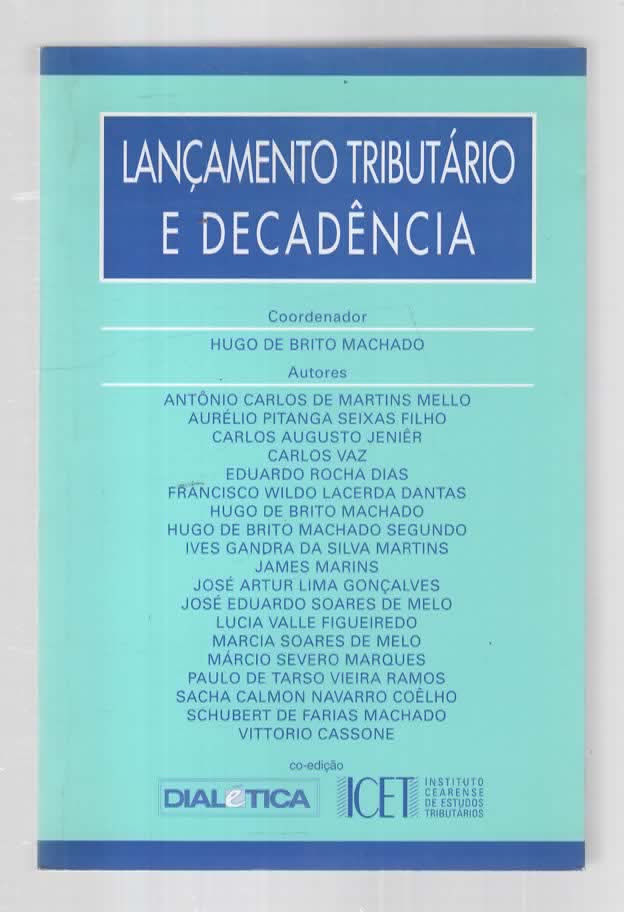 LANÇAMENTO TRIBUTÁRIO
E DECADÊNCIA
Coordenador
HUGO DE BRITO MACHADO
Autores
ANTÔNIO CARLOS DE MARTINS MELLO
AURÉLIO PITANGA SEIXAS FILHO
CARLOS AUGUSTO JENIÊR
CARLOS VAZ
EDUARDO ROCHA DIAS
FRANCISCO WILDO LACERDA DANTAS
HUGO DE BRITO MACHADO
HUGO DE BRITO MACHADO SEGUNDO
IVES GANDRA DA SILVA MARTINS
JAMES MARINS
JOSÉ ARTUR LIMA GONÇALVES
JOSÉ EDUARDO SOARES DE MELO
LUCIA VALLE FIGUEIREDO
MARCIA SOARES DE MELO
MÁRCIO SEVERO MARQUES
PAULO DE TARSO VIEIRA RAMOS
SACHA CALMON NAVARRO COÊLHO
SCHUBERT DE FARIAS MACHADO
VITTORIO CASSONE
co-edição
DIALéTICA
ICET
INSTITUTO
CEARENSE
DE ESTUDOS
TRIBUTÁRIOS